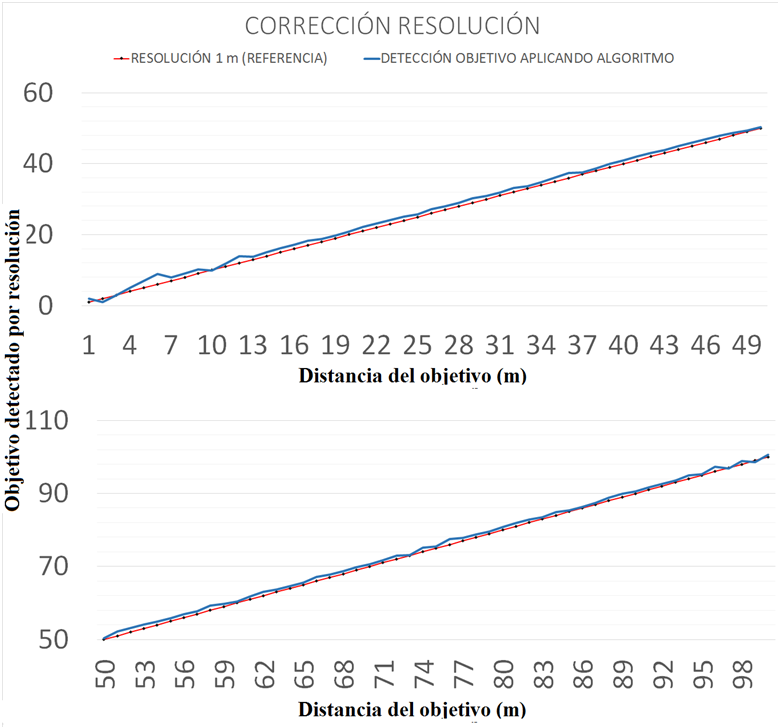 CORRECCIÓN RESOLUCIÓN
RESOLUCIÓN 1 m (REFERENCIA) DETECCIÓN OBJETIVO APLICANDO ALGORITMO
Objetivo detectado por resolución
60
40
20
0
1 4 7 10 13 16 19 22 25 28 31 34 37 40 43 46 49
Distancia del objetivo (m)
110
90
70
50
50 53 56 59 62 65 68 71 74 77 80 83 86 89 92 95 98
Distancia del objetivo (m)